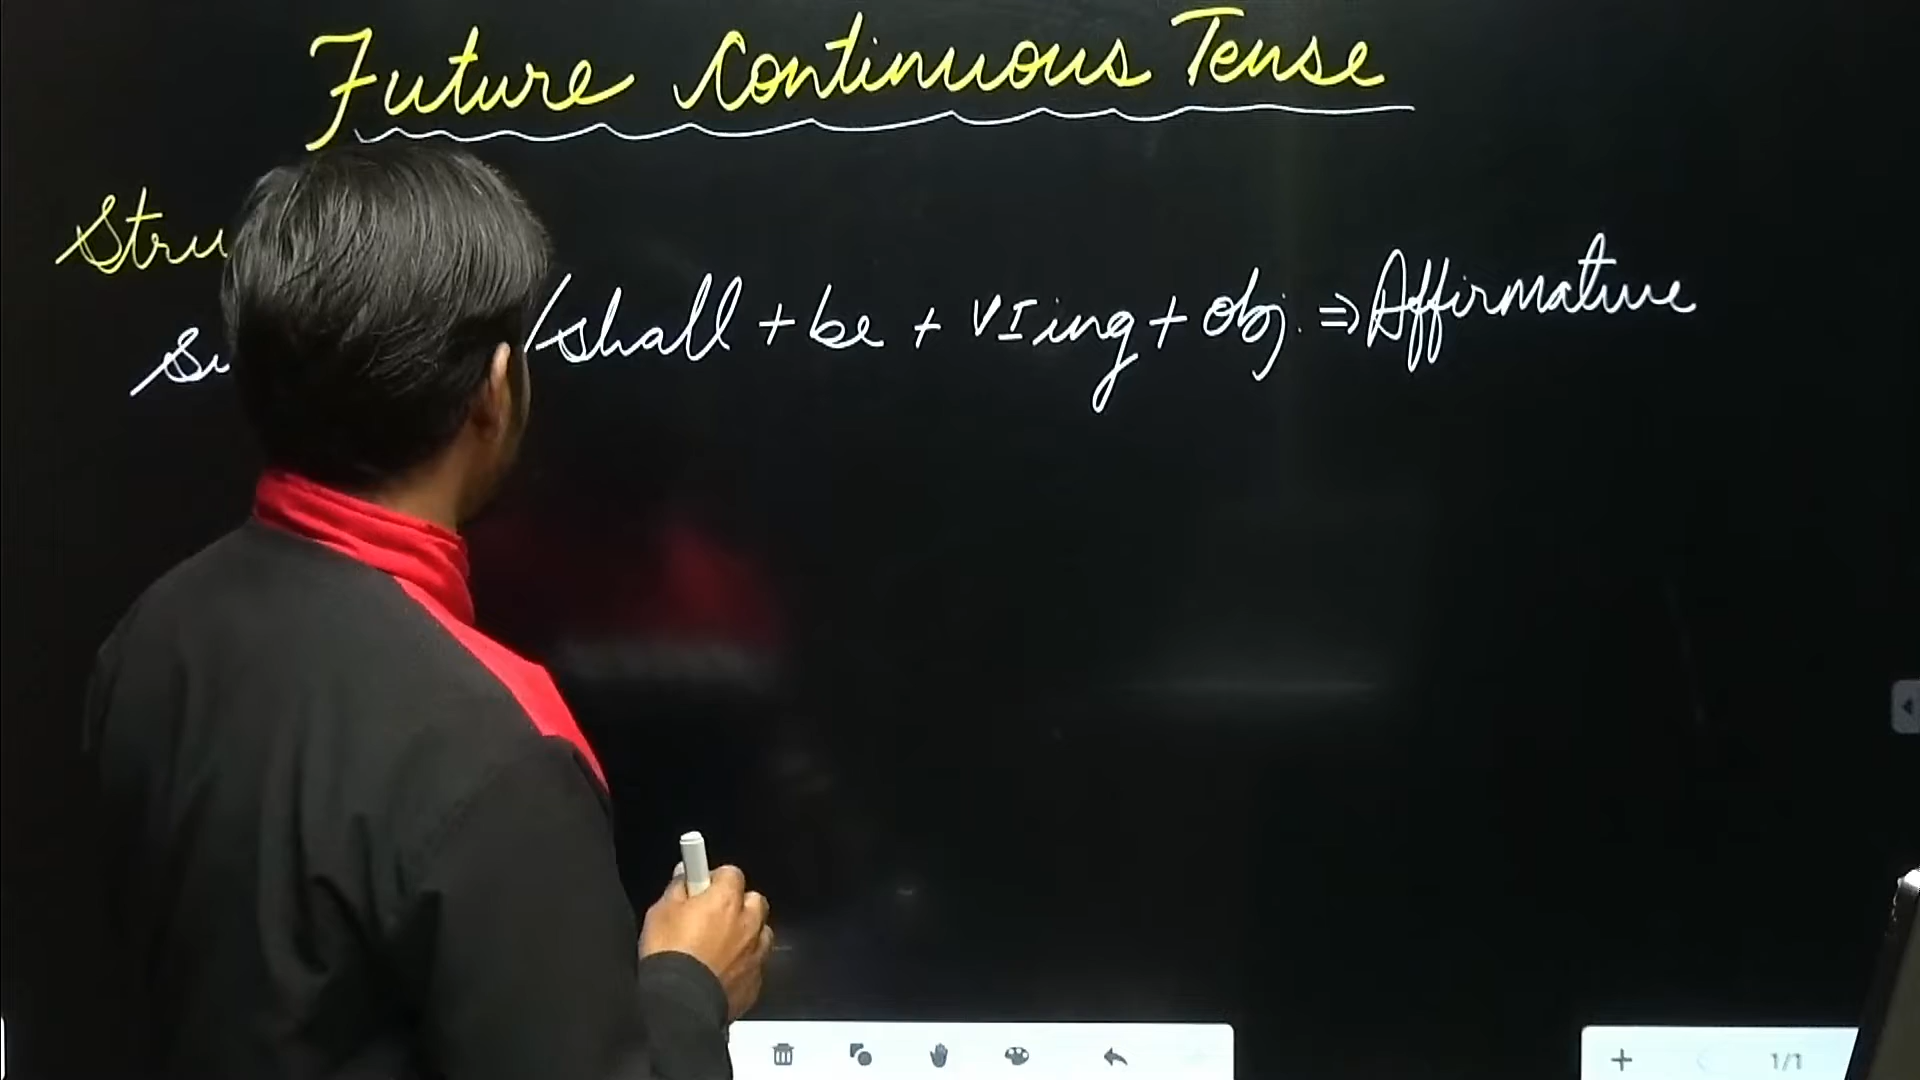 Future Continuous Tense
Stru
Su /shall + be + VIing + obj. ⇒ Affirmative
1/1